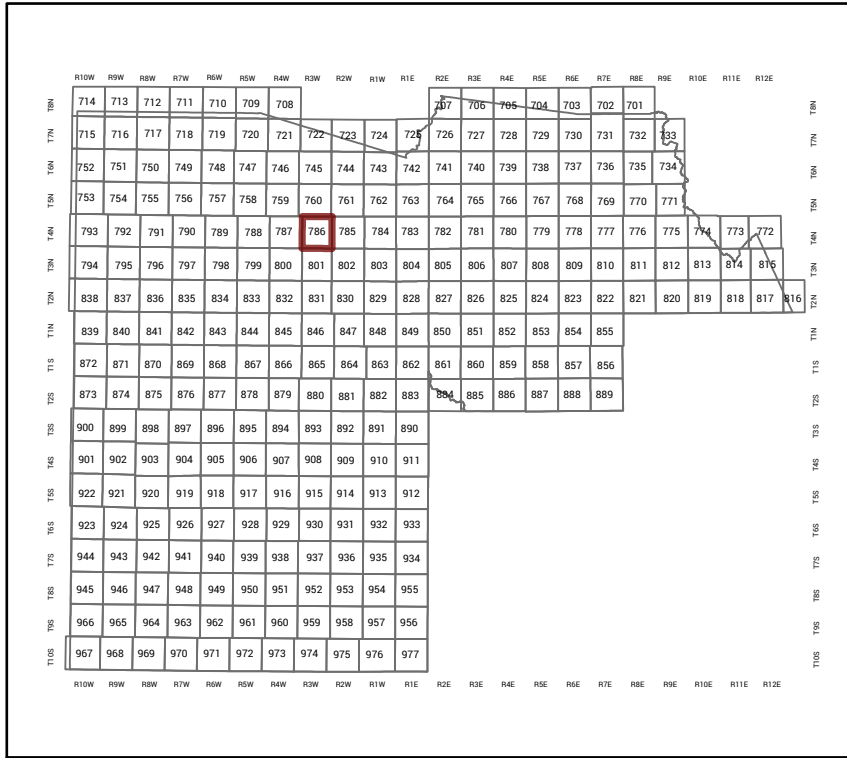 R10W R9W R8W R7W R6W R5W R4W R3W R2W R1W R1E R2E R3E R4E R5E R6E R7E R8E R9E R10E R11E R12E
T8N 714 713 712 711 710 709 708 707 706 705 704 703 702 701 T8N
T7N 715 716 717 718 719 720 721 722 723 724 725 726 727 728 729 730 731 732 733 T7N
T6N 752 751 750 749 748 747 746 745 744 743 742 741 740 739 738 737 736 735 734 T6N
T5N 753 754 755 756 757 758 759 760 761 762 763 764 765 766 767 768 769 770 771 T5N
T4N 793 792 791 790 789 788 787 786 785 784 783 782 781 780 779 778 777 776 775 774 773 772 T4N
T3N 794 795 796 797 798 799 800 801 802 803 804 805 806 807 808 809 810 811 812 813 814 815 T3N
T2N 838 837 836 835 834 833 832 831 830 829 828 827 826 825 824 823 822 821 820 819 818 817 816 T2N
T1N 839 840 841 842 843 844 845 846 847 848 849 850 851 852 853 854 855 T1N
T1S 872 871 870 869 868 867 866 865 864 863 862 861 860 859 858 857 856 T1S
T2S 873 874 875 876 877 878 879 880 881 882 883 884 885 886 887 888 889 T2S
T3S 900 899 898 897 896 895 894 893 892 891 890 T3S
T4S 901 902 903 904 905 906 907 908 909 910 911 T4S
T5S 922 921 920 919 918 917 916 915 914 913 912 T5S
T6S 923 924 925 926 927 928 929 930 931 932 933 T6S
T7S 944 943 942 941 940 939 938 937 936 935 934 T7S
T8S 945 946 947 948 949 950 951 952 953 954 955 T8S
T9S 966 965 964 963 962 961 960 959 958 957 956 T9S
T10S 967 968 969 970 971 972 973 974 975 976 977 T10S
R10W R9W R8W R7W R6W R5W R4W R3W R2W R1W R1E R2E R3E R4E R5E R6E R7E R8E R9E R10E R11E R12E